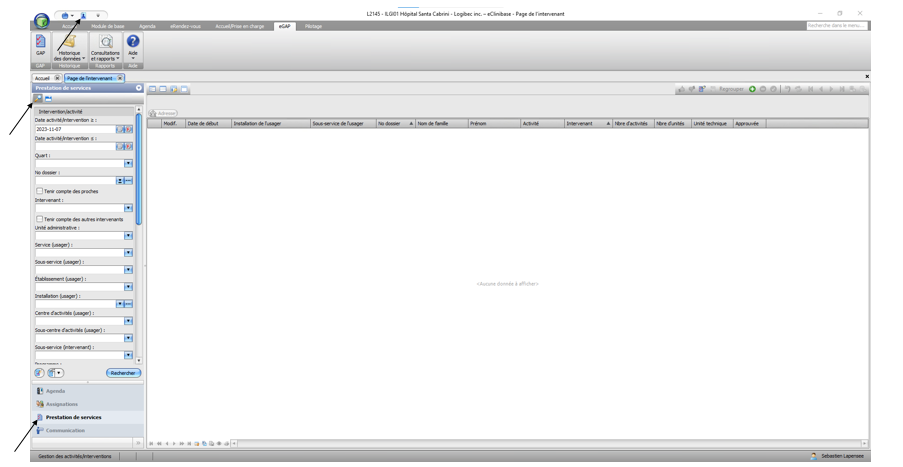 L2145 - ILGI01 Hôpital Santa Cabrini - Logibec inc. – eClinibase - Page de l'intervenant
Accueil Module de base Agenda eRendez-vous Accueil/Prise en charge eGAP Pilotage Recherche dans le menu...
GAP Historique des données Consultations et rapports Aide
GAP Historique Rapports Aide
Accueil Page de l'intervenant
Prestation de services
Regrouper
Intervention/activité
Adresse
Date activité/intervention ≥ :
Modif. Date de début Installation de l'usager Sous-service de l'usager No dossier Nom de famille Prénom Activité Intervenant Nbre d'activités Nbre d'unités Unité technique Approuvée
2023-11-07
Date activité/intervention ≤ :
Quart :
No dossier :
Tenir compte des proches
Intervenant :
Tenir compte des autres intervenants
Unité administrative :
Service (usager) :
Sous-service (usager) :
Établissement (usager) :
<Aucune donnée à afficher>
Installation (usager) :
Centre d'activités (usager) :
Sous-centre d'activités (usager) :
Sous-service (intervenant) :
Rechercher
Agenda
Assignations
Prestation de services
Communication
Gestion des activités/interventions
Sebastien Lapensee